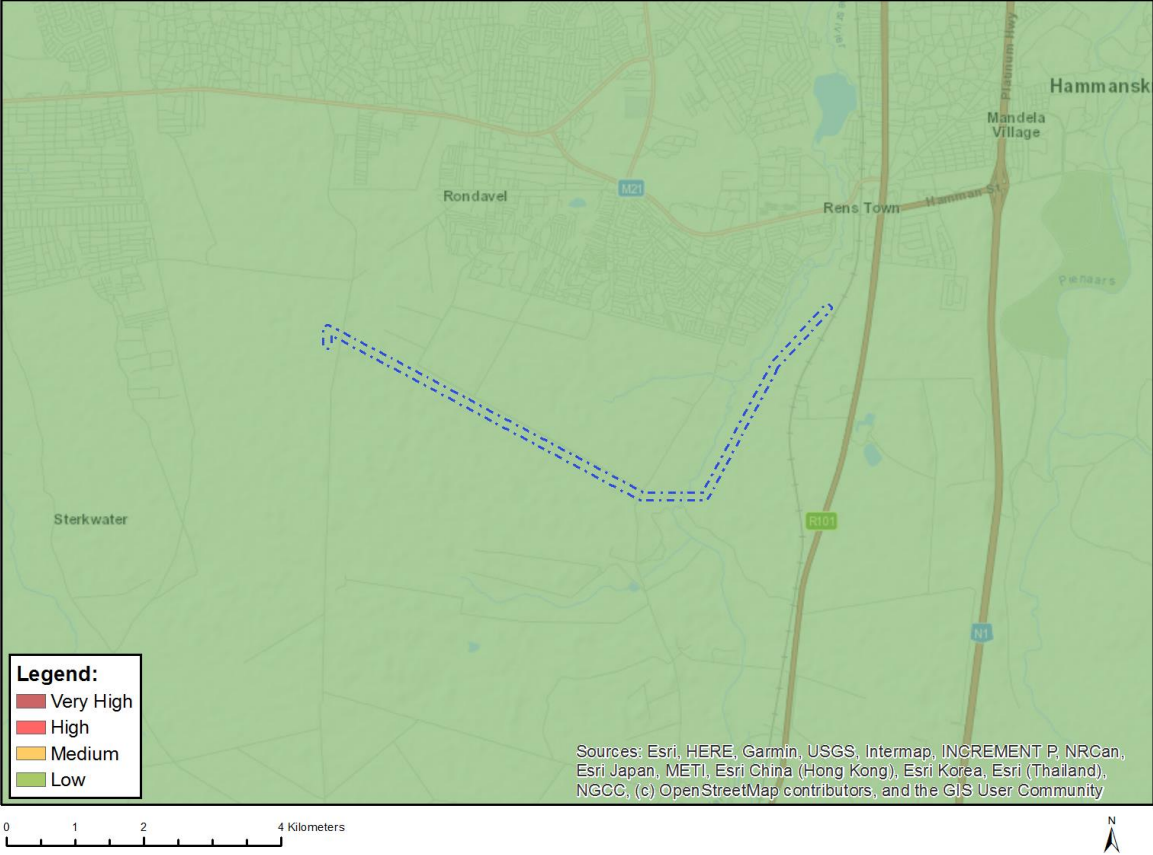 Platinum Hwy
Hammansk
Mandela
Village
Rondavel
M21
Hamman St
Rens Town
Pienaars
Sterkwater
R101
N1
Legend:
Very High
High
Medium
Low
Sources: Esri, HERE, Garmin, USGS, Intermap, INCREMENT P, NRCan,
Esri Japan, METI, Esri China (Hong Kong), Esri Korea, Esri (Thailand),
NGCC, (c) OpenStreetMap contributors, and the GIS User Community
0 1 2 4 Kilometers
N